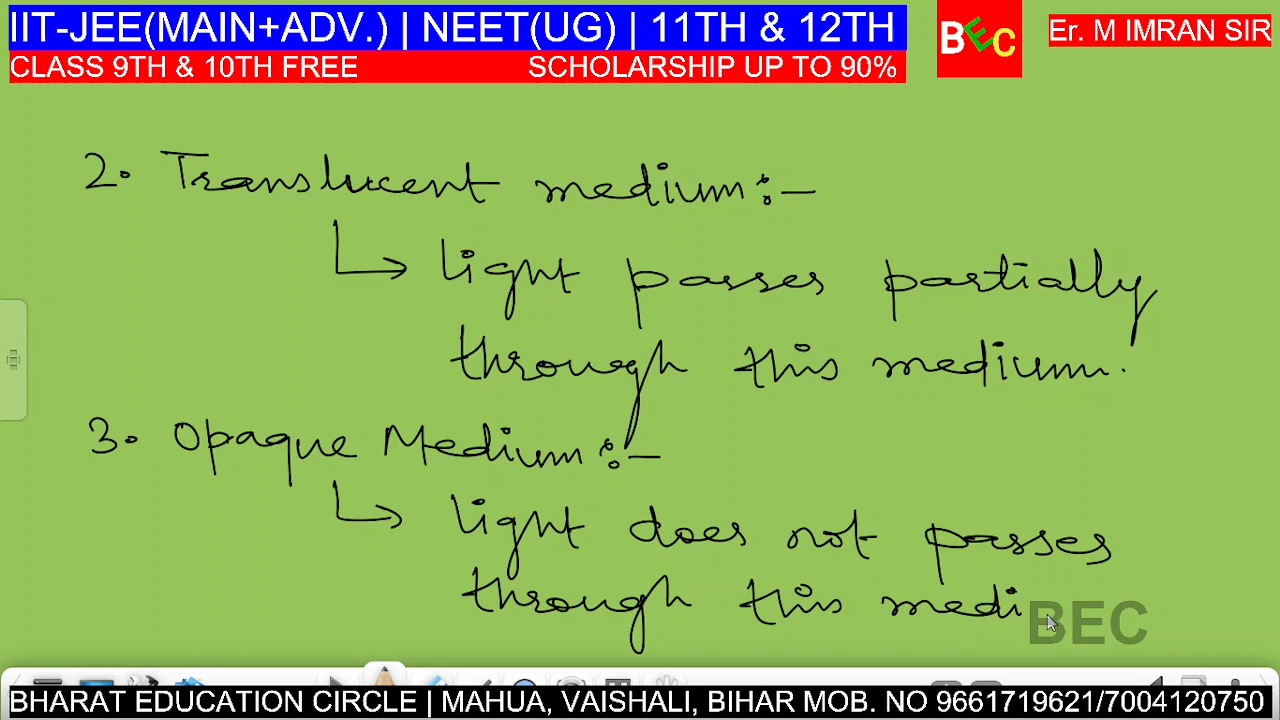 IIT-JEE(MAIN+ADV.) | NEET(UG) | 11TH & 12TH
CLASS 9TH & 10TH FREE SCHOLARSHIP UP TO 90%
BEC
Er. M IMRAN SIR
2. Translucent medium:-
↳ light passes partially
through this medium.
3. Opaque Medium:-
↳ light does not passes
through this medi
BEC
BHARAT EDUCATION CIRCLE | MAHUA, VAISHALI, BIHAR MOB. NO 9661719621/7004120750